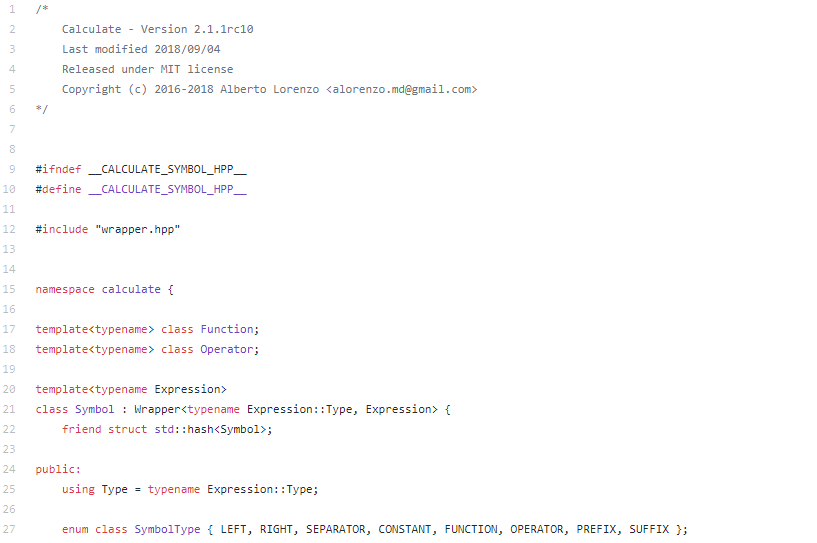 1 /*
2 Calculate - Version 2.1.1rc10
3 Last modified 2018/09/04
4 Released under MIT license
5 Copyright (c) 2016-2018 Alberto Lorenzo <alorenzo.md@gmail.com>
6 */
7
8
9 #ifndef __CALCULATE_SYMBOL_HPP__
10 #define __CALCULATE_SYMBOL_HPP__
11
12 #include "wrapper.hpp"
13
14
15 namespace calculate {
16
17 template<typename> class Function;
18 template<typename> class Operator;
19
20 template<typename Expression>
21 class Symbol : Wrapper<typename Expression::Type, Expression> {
22 friend struct std::hash<Symbol>;
23
24 public:
25 using Type = typename Expression::Type;
26
27 enum class SymbolType { LEFT, RIGHT, SEPARATOR, CONSTANT, FUNCTION, OPERATOR, PREFIX, SUFFIX };